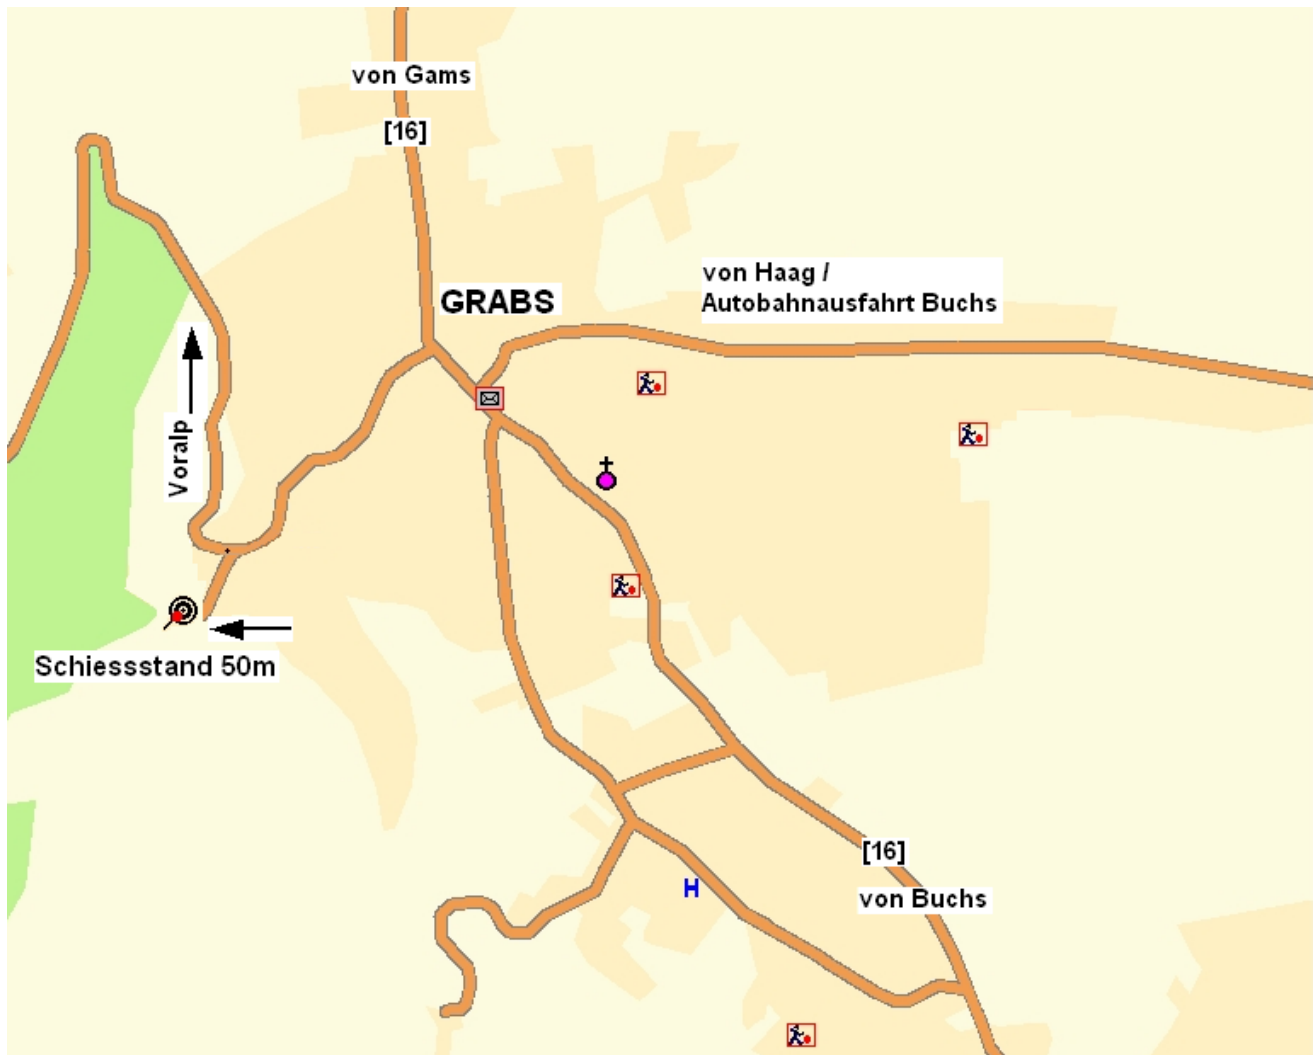 von Gams
[16]
von Haag /
Autobahnausfahrt Buchs
GRABS
Voralp
Schiessstand 50m
[16]
H
von Buchs